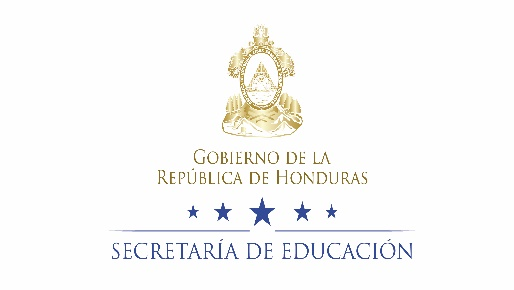 GOBIERNO DE LA
REPÚBLICA DE HONDURAS
SECRETARÍA DE EDUCACIÓN